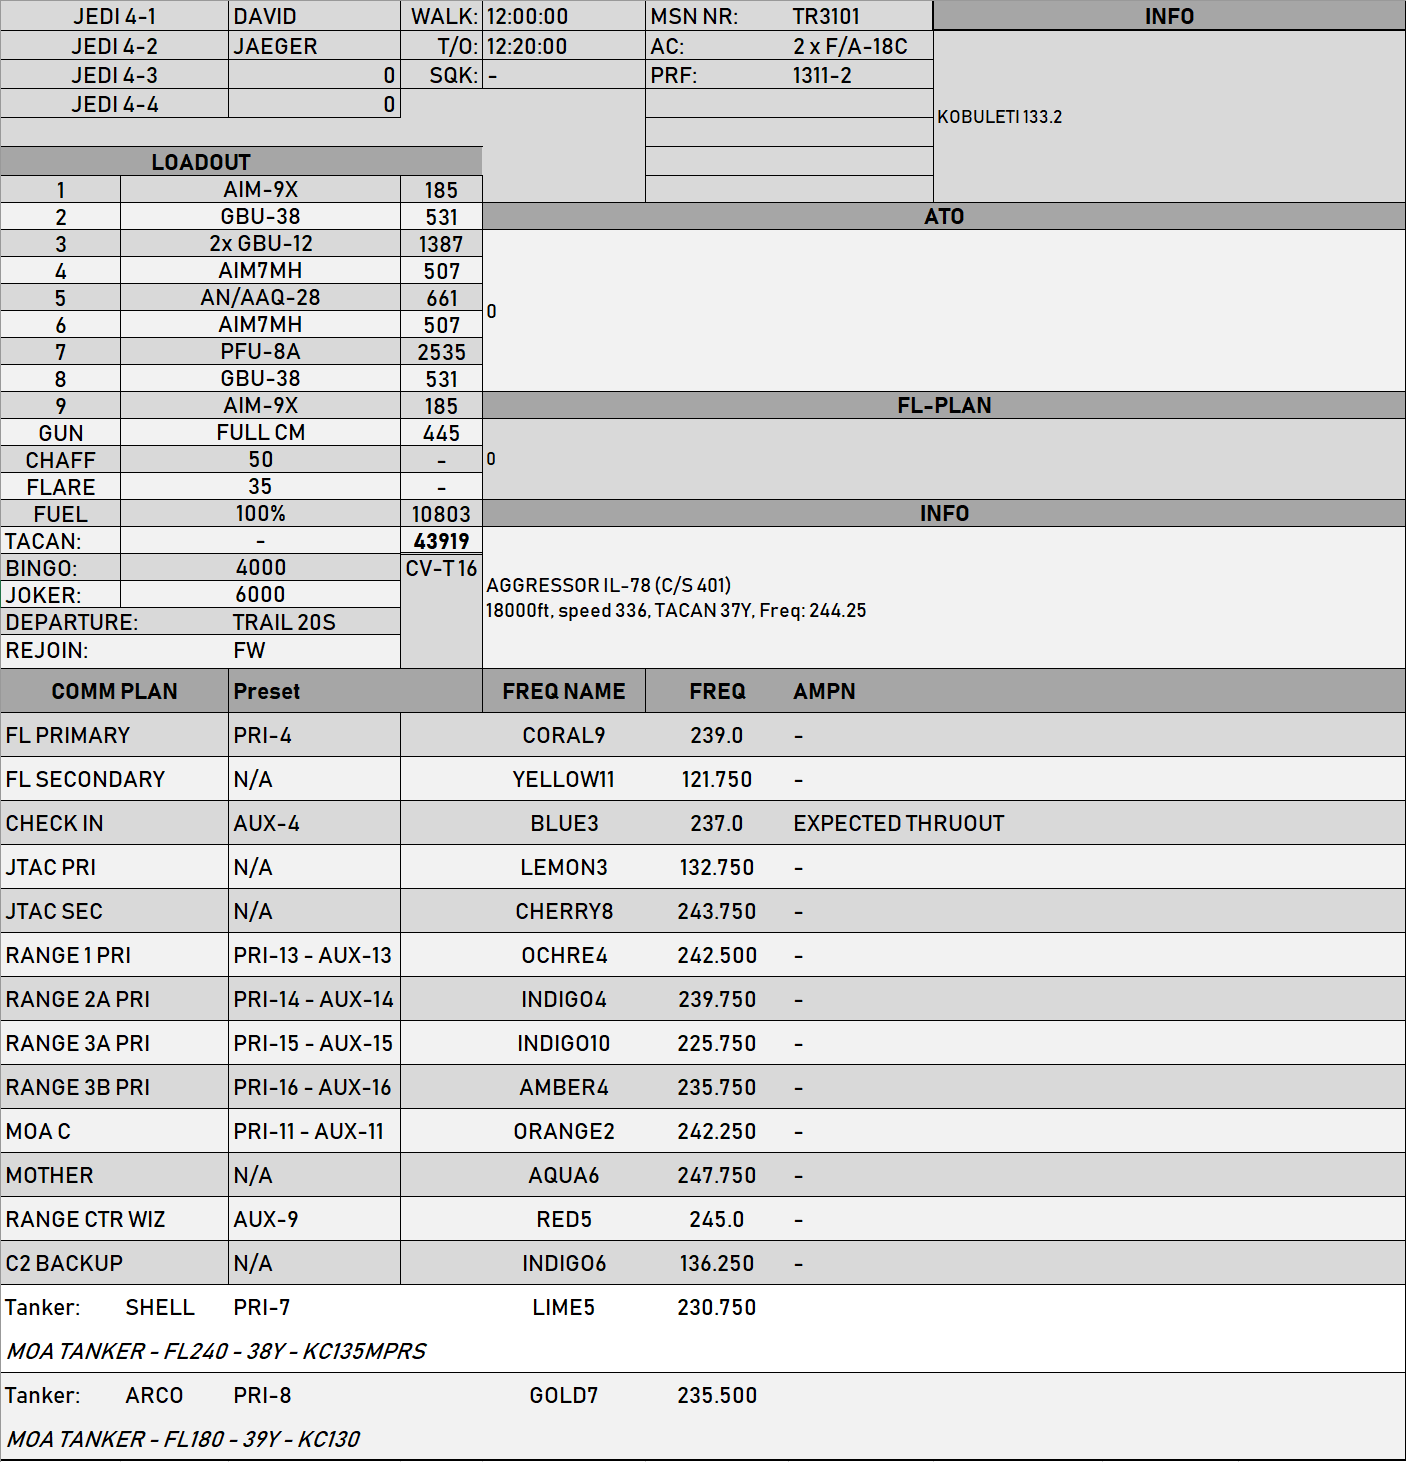 JEDI 4-1 DAVID WALK: 12:00:00 MSN NR: TR3101 INFO
JEDI 4-2 JAEGER T/O: 12:20:00 AC: 2 x F/A-18C
JEDI 4-3 0 SQK: - PRF: 1311-2
JEDI 4-4 0
KOBULETI 133.2
LOADOUT
1 AIM-9X 185
2 GBU-38 531 ATO
3 2x GBU-12 1387
4 AIM7MH 507
5 AN/AAQ-28 661
0
6 AIM7MH 507
7 PFU-8A 2535
8 GBU-38 531
9 AIM-9X 185 FL-PLAN
GUN FULL CM 445
CHAFF 50 - 0
FLARE 35 -
FUEL 100% 10803 INFO
TACAN: - 43919
BINGO: 4000 CV-T 16
AGGRESSOR IL-78 (C/S 401)
JOKER: 6000
18000ft, speed 336, TACAN 37Y, Freq: 244.25
DEPARTURE: TRAIL 20S
REJOIN: FW
COMM PLAN Preset FREQ NAME FREQ AMPN
FL PRIMARY PRI-4 CORAL9 239.0 -
FL SECONDARY N/A YELLOW11 121.750 -
CHECK IN AUX-4 BLUE3 237.0 EXPECTED THRUOUT
JTAC PRI N/A LEMON3 132.750 -
JTAC SEC N/A CHERRY8 243.750 -
RANGE 1 PRI PRI-13 - AUX-13 OCHRE4 242.500 -
RANGE 2A PRI PRI-14 - AUX-14 INDIGO4 239.750 -
RANGE 3A PRI PRI-15 - AUX-15 INDIGO10 225.750 -
RANGE 3B PRI PRI-16 - AUX-16 AMBER4 235.750 -
MOA C PRI-11 - AUX-11 ORANGE2 242.250 -
MOTHER N/A AQUA6 247.750 -
RANGE CTR WIZ AUX-9 RED5 245.0 -
C2 BACKUP N/A INDIGO6 136.250 -
Tanker: SHELL PRI-7 LIME5 230.750
MOA TANKER - FL240 - 38Y - KC135MPRS
Tanker: ARCO PRI-8 GOLD7 235.500
MOA TANKER - FL180 - 39Y - KC130